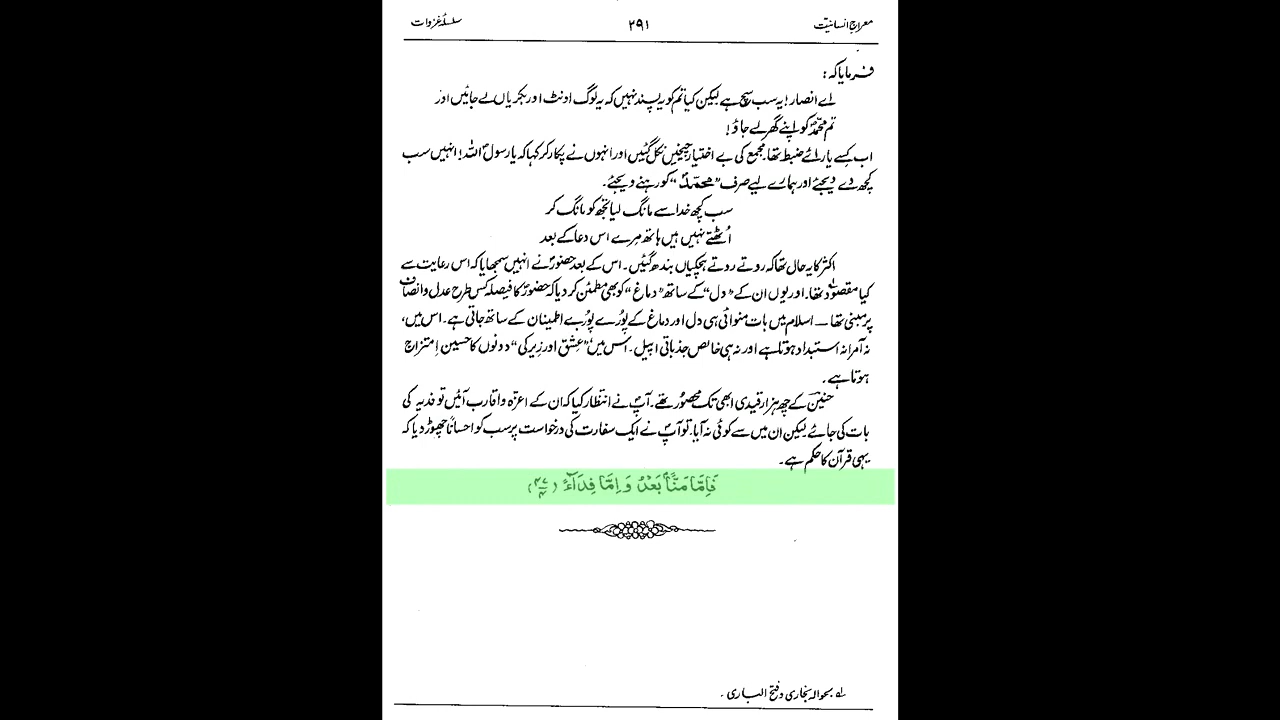 معراج انسانیت ۲۹۱ سلسلۂ غزوات
فرمایا کہ :
اے انصار! یہ سب سچ ہے لیکن کیا تم کو یہ پسند نہیں کہ یہ لوگ اونٹ اور بکریاں لے جائیں اور
تم محمدؐ کو اپنے گھر لے جاؤ!
اب کسے یارائے ضبط تھا۔ مجمع کی بے اختیار چیخیں نکل گئیں اور انہوں نے پکار کر کہا کہ یا رسول اللہ! انہیں سب
کچھ دے دیجئے اور ہمارے لیے صرف "محمدؐ" کو رہنے دیجئے۔
سب کچھ خدا سے مانگ لیا تجھ کو مانگ کر
اُٹھتے نہیں ہیں ہاتھ مرے اس دعا کے بعد
اکثر کا یہ حال تھا کہ روتے روتے ہچکیاں بندھ گئیں۔ اس کے بعد حضورؐ نے انہیں سمجھایا کہ اس رعایت سے
کیا مقصود تھا۔ اور یوں ان کے "دل" کے ساتھ "دماغ" کو بھی مطمئن کر دیا کہ حضورؐ کا فیصلہ کس طرح عدل و انصاف
پر مبنی تھا — اسلام میں بات منوائی ہی دل اور دماغ کے پُورے پُورے اطمینان کے ساتھ جاتی ہے۔ اس میں،
نہ آمرانہ استبداد ہوتا ہے اور نہ ہی خالص جذباتی اپیل۔ اس میں "عشق اور زیرکی" دونوں کا حسین اِمتزاج
ہوتا ہے۔
حنین کے چھ ہزار قیدی ابھی تک محصُور تھے۔ آپؐ نے انتظار کیا کہ ان کے اعزہ و اقارب آئیں تو فدیہ کی
بات کی جائے لیکن ان میں سے کوئی نہ آیا۔ تو آپؐ نے ایک سفارت کی درخواست پر سب کو احساناً چھوڑ دیا کہ
یہی قرآن کا حکم ہے۔
فَاِمَّا مَنًّۢا بَعْدُ وَ اِمَّا فِدَآءً (۴۷/۴)
لہ بحوالہ بخاری و فتح الباری ۔